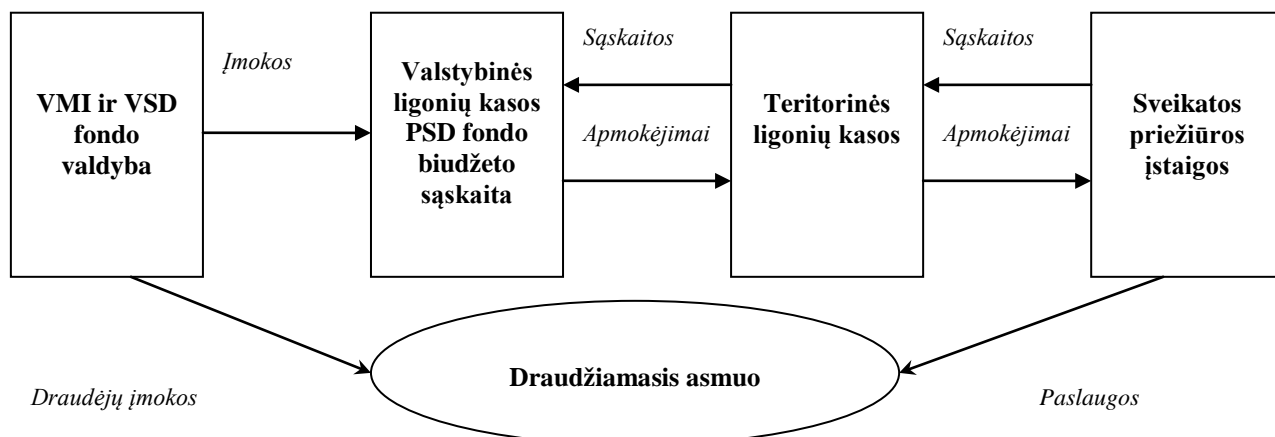 Įmokos
VMI ir VSD
fondo
valdyba
Valstybinės
ligonių kasos
PSD fondo
biudžeto
sąskaita
Sąskaitos
Apmokėjimai
Teritorinės
ligonių kasos
Sąskaitos
Apmokėjimai
Sveikatos
priežiūros
įstaigos
Draudžiamasis asmuo
Draudėjų įmokos
Paslaugos